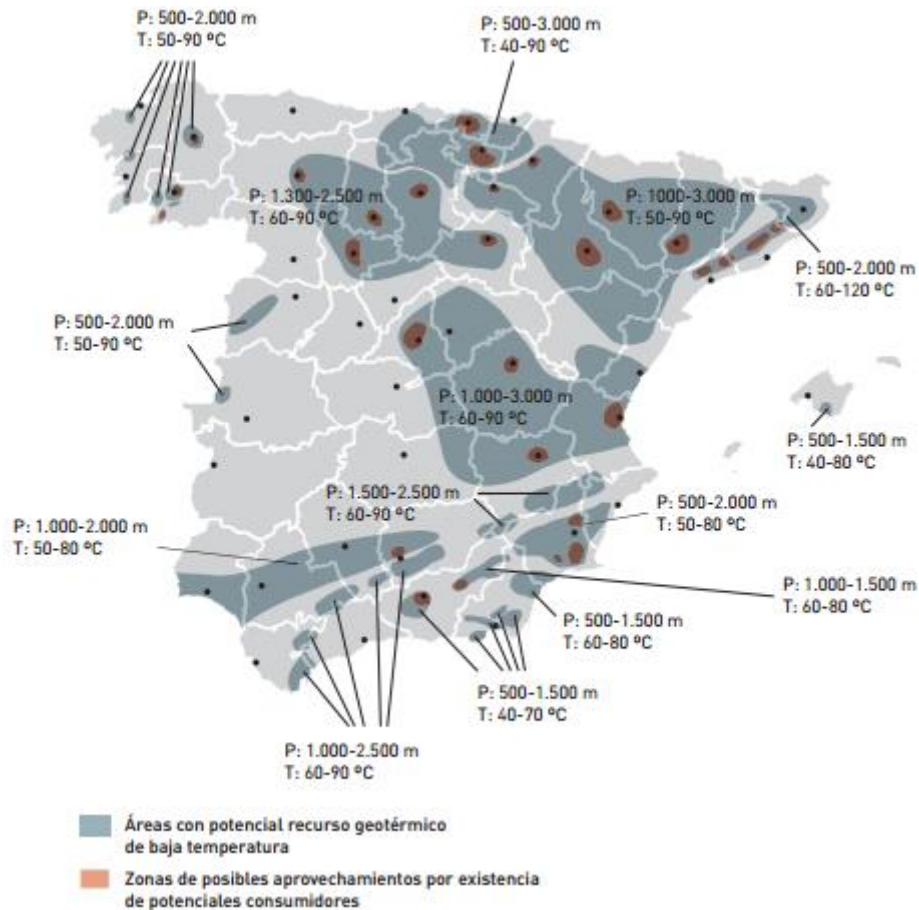 P: 500-2.000 m
T: 50-90 ºC
P: 500-3.000 m
T: 40-90 ºC
P: 1.300-2.500 m
T: 60-90 ºC
P: 1000-3.000 m
T: 50-90 ºC
P: 500-2.000 m
T: 60-120 ºC
P: 500-2.000 m
T: 50-90 ºC
P: 1.000-3.000 m
T: 60-90 ºC
P: 500-1.500 m
T: 40-80 ºC
P: 1.500-2.500 m
T: 60-90 ºC
P: 500-2.000 m
T: 50-80 ºC
P: 1.000-2.000 m
T: 50-80 ºC
P: 1.000-1.500 m
T: 60-80 ºC
P: 500-1.500 m
T: 60-80 ºC
P: 500-1.500 m
T: 40-70 ºC
P: 1.000-2.500 m
T: 60-90 ºC
Áreas con potencial recurso geotérmico
de baja temperatura
Zonas de posibles aprovechamientos por existencia
de potenciales consumidores